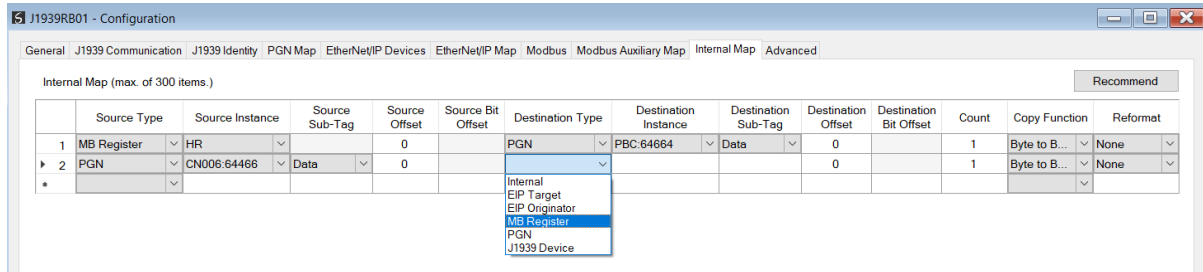 J1939RB01 - Configuration
General J1939 Communication J1939 Identity PGN Map EtherNet/IP Devices EtherNet/IP Map Modbus Modbus Auxiliary Map Internal Map Advanced
Internal Map (max. of 300 items.) Recommend
Source Type Source Instance Source Sub-Tag Source Offset Source Bit Offset Destination Type Destination Instance Destination Sub-Tag Destination Offset Destination Bit Offset Count Copy Function Reformat
1 MB Register HR 0 PGN PBC:64664 Data 0 1 Byte to B... None
2 PGN CN006:64466 Data 0 0 1 Byte to B... None
Internal
EIP Target
EIP Originator
MB Register
PGN
J1939 Device